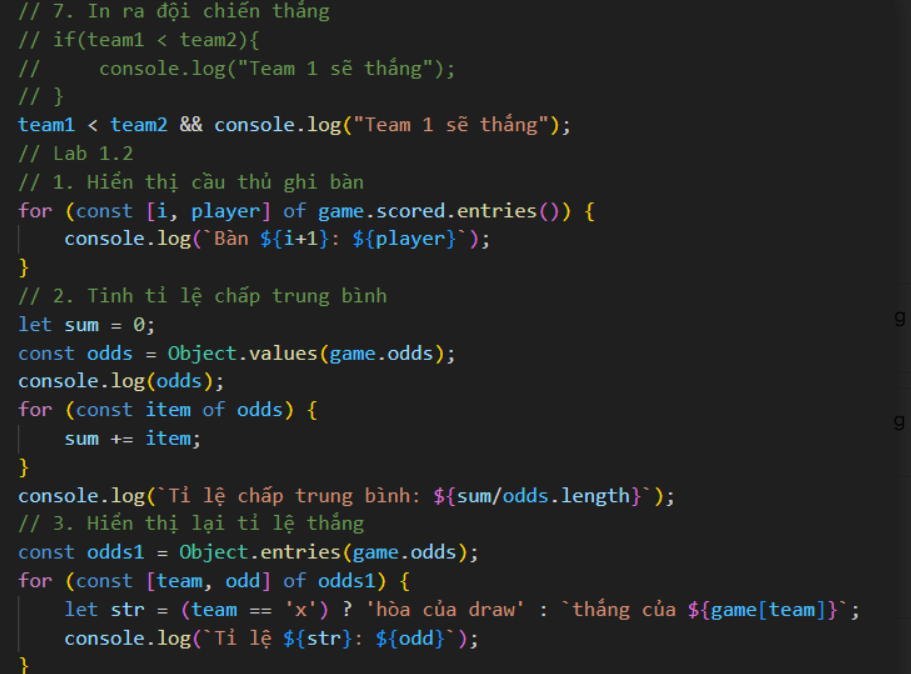 // 7. In ra đội chiến thắng
// if(team1 < team2){
//     console.log("Team 1 sẽ thắng");
// }
team1 < team2 && console.log("Team 1 sẽ thắng");
// Lab 1.2
// 1. Hiển thị cầu thủ ghi bàn
for (const [i, player] of game.scored.entries()) {
    console.log(`Bàn ${i+1}: ${player}`);
}
// 2. Tinh tỉ lệ chấp trung bình
let sum = 0;
const odds = Object.values(game.odds);
console.log(odds);
for (const item of odds) {
    sum += item;
}
console.log(`Tỉ lệ chấp trung bình: ${sum/odds.length}`);
// 3. Hiển thị lại tỉ lệ thắng
const odds1 = Object.entries(game.odds);
for (const [team, odd] of odds1) {
    let str = (team == 'x') ? 'hòa của draw' : `thắng của ${game[team]}`;
    console.log(`Tỉ lệ ${str}: ${odd}`);
}
g
g